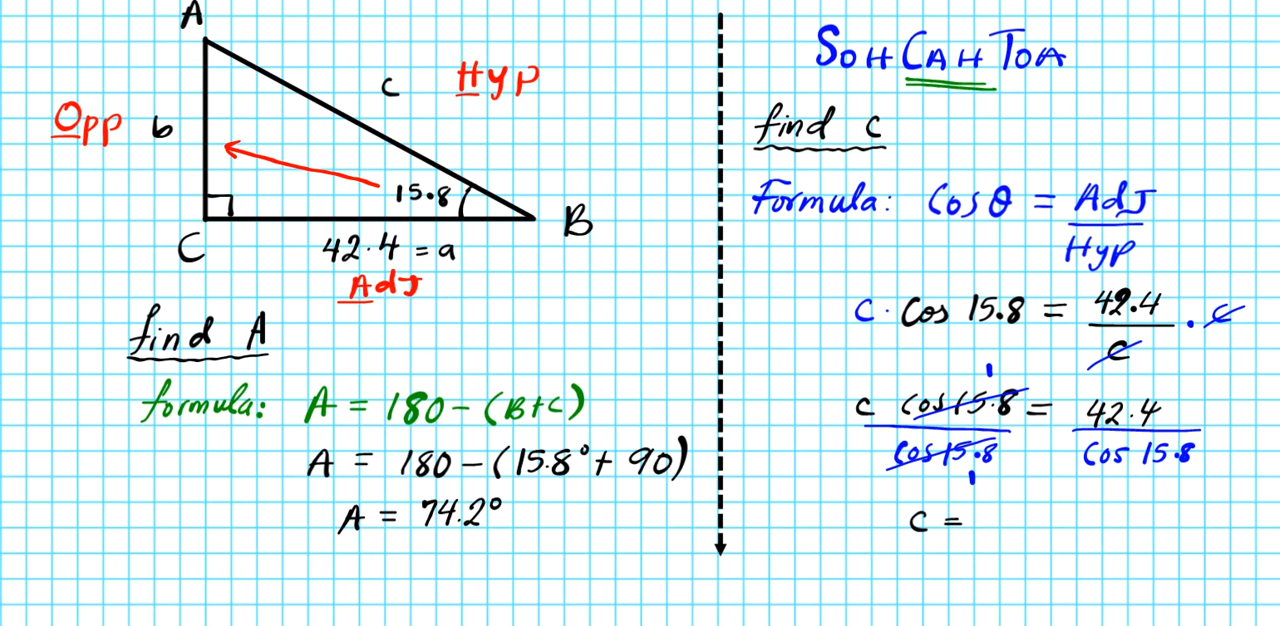 A
c Hyp
Opp b
15.8
C B
42.4 = a
Adj
find A
formula: A = 180 - (B+C)
A = 180 - (15.8° + 90)
A = 74.2°
SOH CAH TOA
find c
Formula: Cos θ = Adj / Hyp
c · Cos 15.8 = 42.4 / c · c
1
c cos 15.8 = 42.4
cos 15.8 Cos 15.8
1
c =